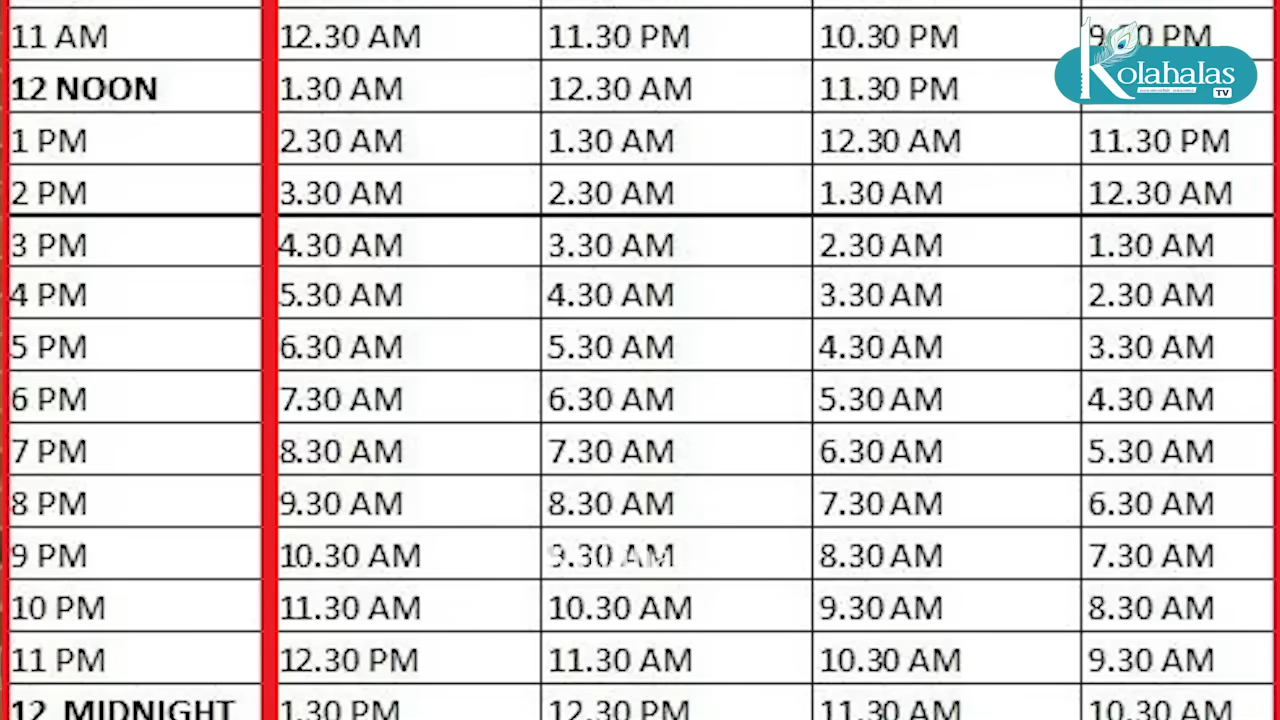 11 AM 12.30 AM 11.30 PM 10.30 PM
12 NOON 1.30 AM 12.30 AM 11.30 PM
1 PM 2.30 AM 1.30 AM 12.30 AM 11.30 PM
2 PM 3.30 AM 2.30 AM 1.30 AM 12.30 AM
3 PM 4.30 AM 3.30 AM 2.30 AM 1.30 AM
4 PM 5.30 AM 4.30 AM 3.30 AM 2.30 AM
5 PM 6.30 AM 5.30 AM 4.30 AM 3.30 AM
6 PM 7.30 AM 6.30 AM 5.30 AM 4.30 AM
7 PM 8.30 AM 7.30 AM 6.30 AM 5.30 AM
8 PM 9.30 AM 8.30 AM 7.30 AM 6.30 AM
9 PM 10.30 AM 9.30 AM 8.30 AM 7.30 AM
10 PM 11.30 AM 10.30 AM 9.30 AM 8.30 AM
11 PM 12.30 PM 11.30 AM 10.30 AM 9.30 AM
12 MIDNIGHT 1.30 PM 12.30 PM 11.30 AM 10.30 AM
Kolahalas
TV